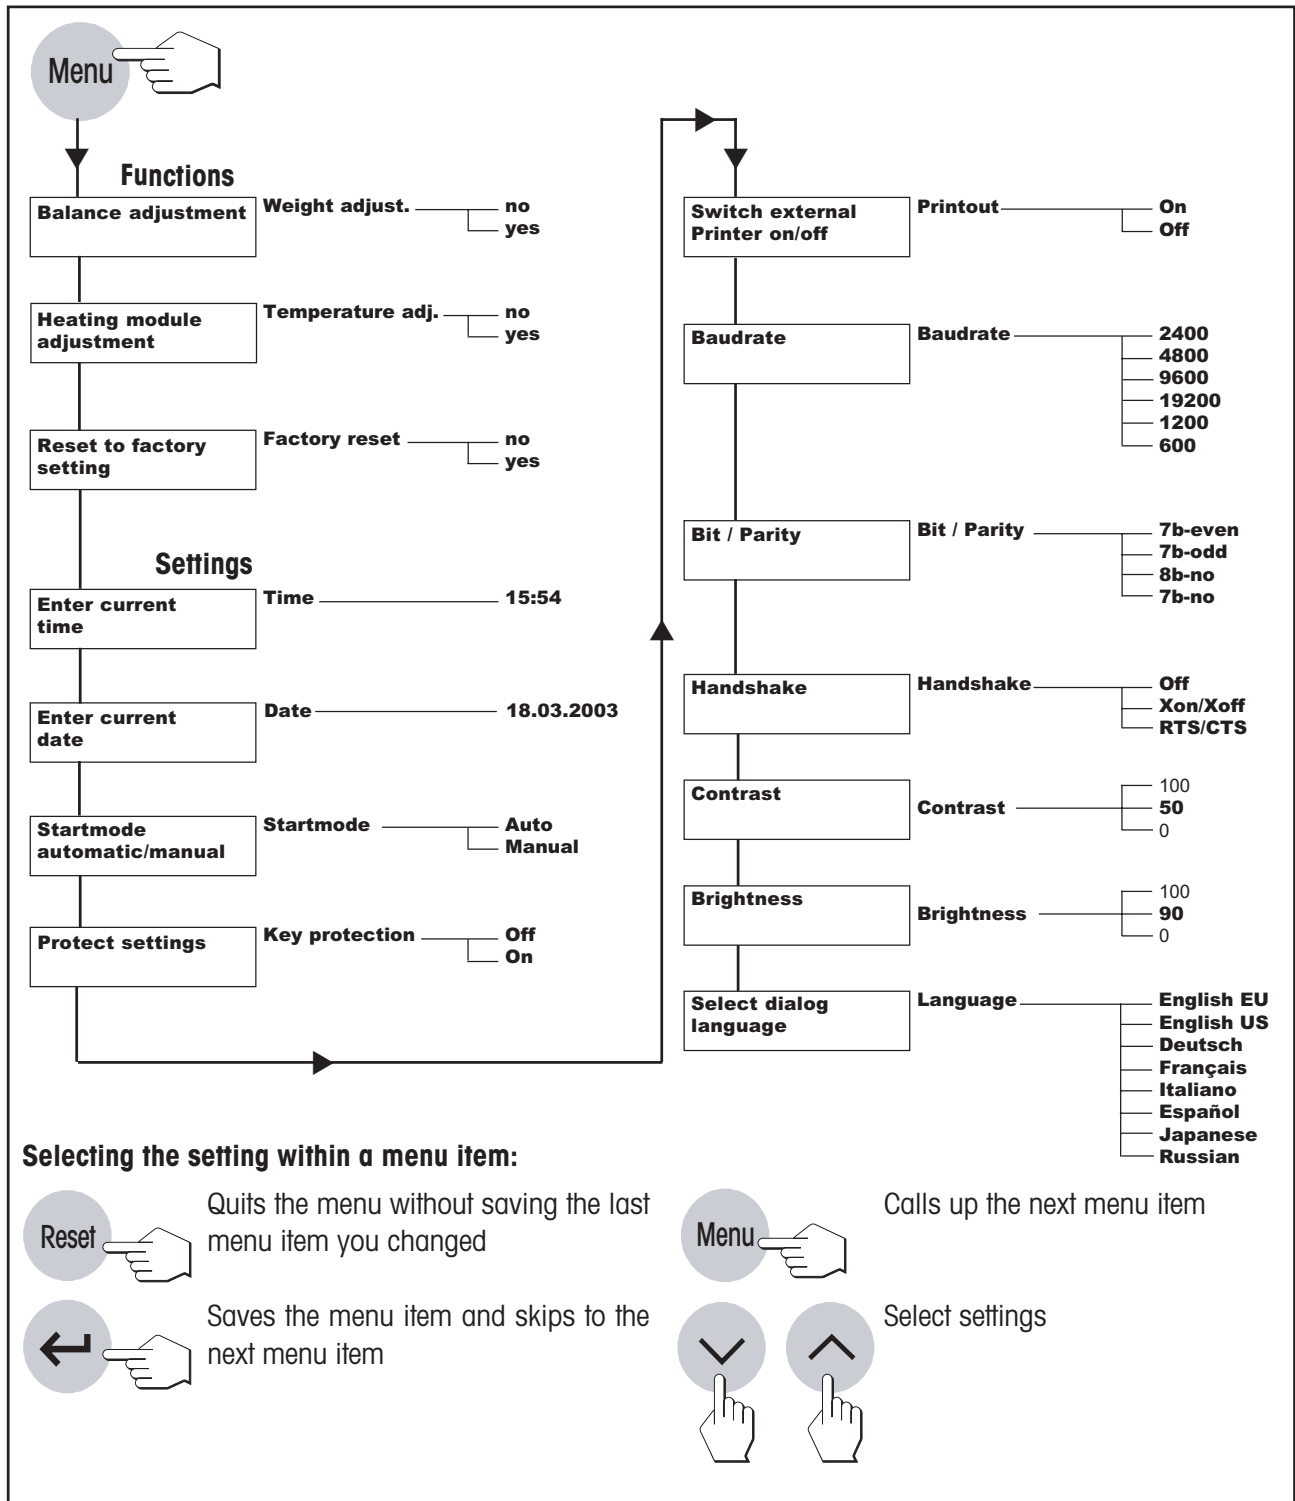 Menu
Functions
Balance adjustment
Weight adjust.
no
yes
Heating module
adjustment
Temperature adj.
no
yes
Reset to factory
setting
Factory reset
no
yes
Settings
Enter current
time
Time
15:54
Enter current
date
Date
18.03.2003
Startmode
automatic/manual
Startmode
Auto
Manual
Protect settings
Key protection
Off
On
Switch external
Printer on/off
Printout
On
Off
Baudrate
Baudrate
2400
4800
9600
19200
1200
600
Bit / Parity
Bit / Parity
7b-even
7b-odd
8b-no
7b-no
Handshake
Handshake
Off
Xon/Xoff
RTS/CTS
Contrast
Contrast
100
50
0
Brightness
Brightness
100
90
0
Select dialog
language
Language
English EU
English US
Deutsch
Français
Italiano
Español
Japanese
Russian
Selecting the setting within a menu item:
Reset
Quits the menu without saving the last
menu item you changed
Menu
Calls up the next menu item
Saves the menu item and skips to the
next menu item
Select settings